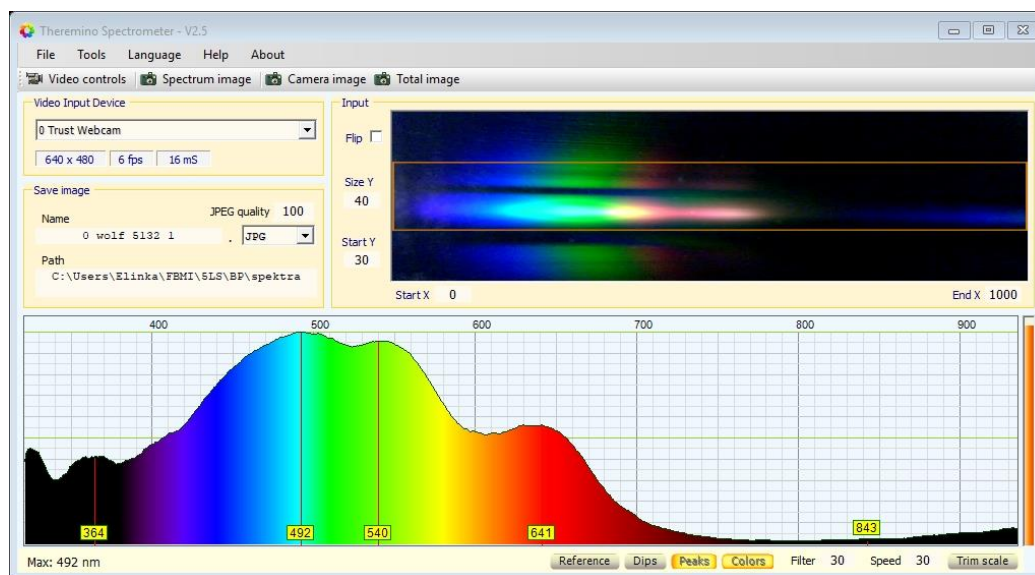 Theremino Spectrometer - V2.5
File Tools Language Help About
Video controls Spectrum image Camera image Total image
Video Input Device
0 Trust Webcam
640 x 480 6 fps 16 mS
Save image
Name JPEG quality 100
0 wolf 5132 1 . JPG
Path
C:\Users\Elinka\FBMI\5LS\BP\spektra
Input
Flip
Size Y
40
Start Y
30
Start X 0 End X 1000
400 500 600 700 800 900
364 492 540 641 843
Max: 492 nm Reference Dips Peaks Colors Filter 30 Speed 30 Trim scale